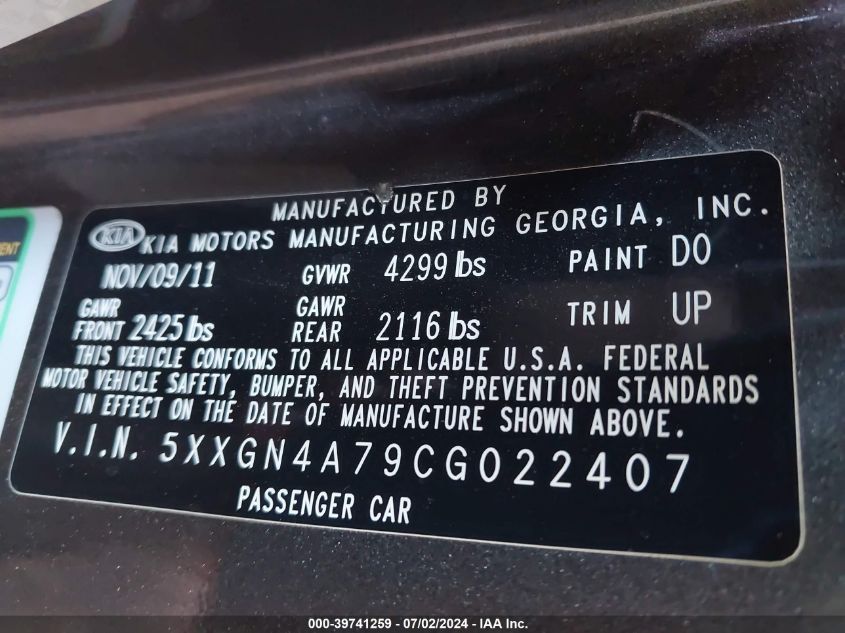 MANUFACTURED BY
KIA KIA MOTORS MANUFACTURING GEORGIA, INC.
NOV/09/11 GVWR 4299 lbs PAINT DO
GAWR FRONT 2425 lbs GAWR REAR 2116 lbs TRIM UP
THIS VEHICLE CONFORMS TO ALL APPLICABLE U.S.A. FEDERAL
MOTOR VEHICLE SAFETY, BUMPER, AND THEFT PREVENTION STANDARDS
IN EFFECT ON THE DATE OF MANUFACTURE SHOWN ABOVE.
V.I.N. 5XXGN4A79CG022407
PASSENGER CAR
000-39741259 - 07/02/2024 - IAA Inc.